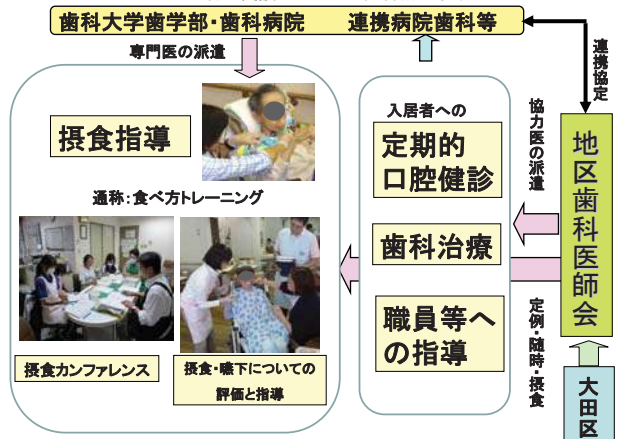 歯科大学歯学部・歯科病院　　連携病院歯科等
専門医の派遣
連携協定
摂食指導
通称：食べ方トレーニング
摂食カンファレンス
摂食・嚥下についての
評価と指導
入居者への
定期的
口腔健診
歯科治療
職員等へ
の指導
協力医の派遣
定例・随時・摂食
地区歯科医師会
大田区